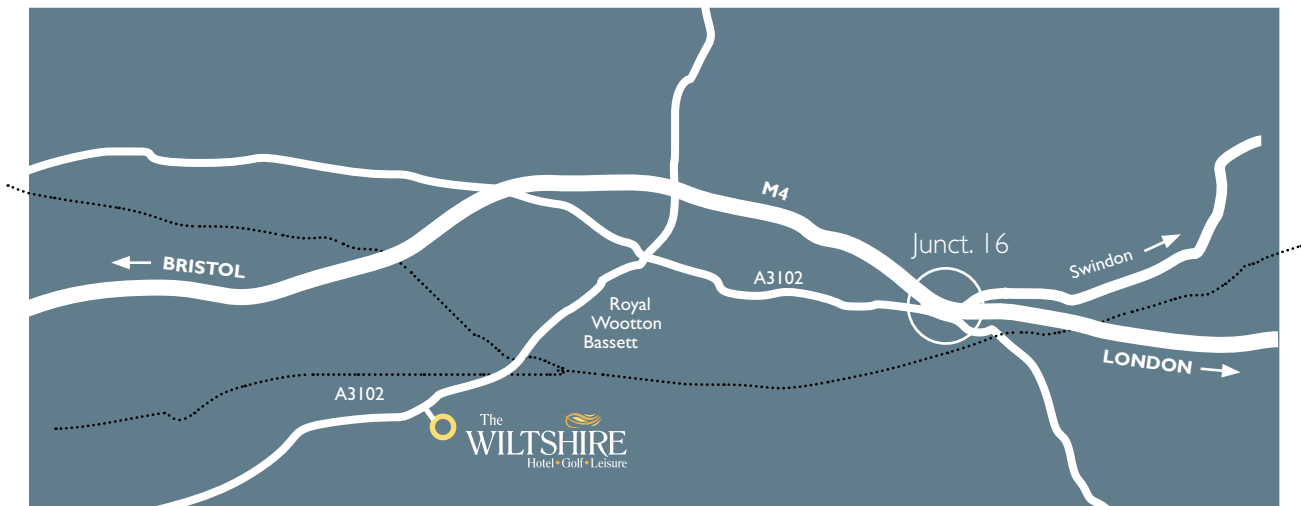 M4
Junct. 16
Swindon
BRISTOL
A3102
Royal
Wootton
Bassett
LONDON
A3102
The
WILTSHIRE
Hotel • Golf • Leisure